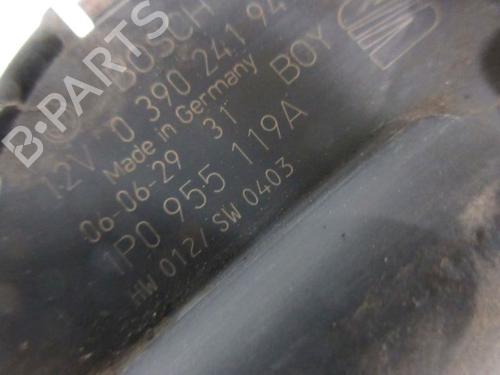 BOSCH
12V 0 390 241 94
Made in Germany
06-06-29 31 BOY
1P0 955 119A
HW 012/ SW 0403
B-PARTS